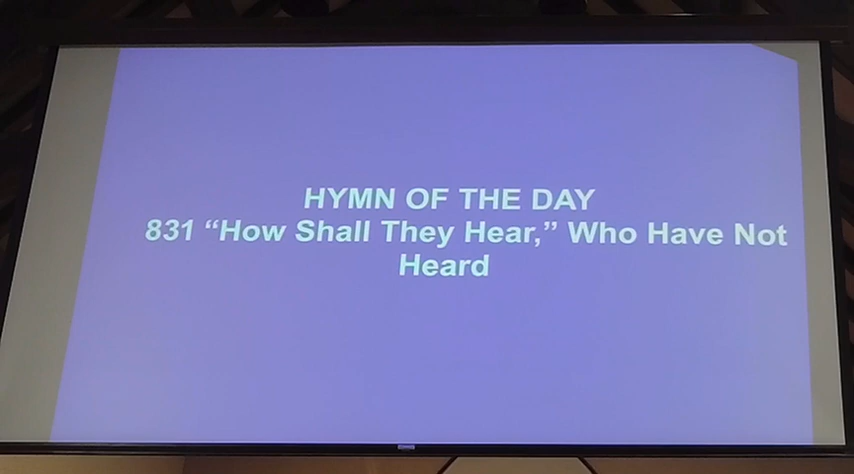 HYMN OF THE DAY
831 “How Shall They Hear,” Who Have Not
Heard